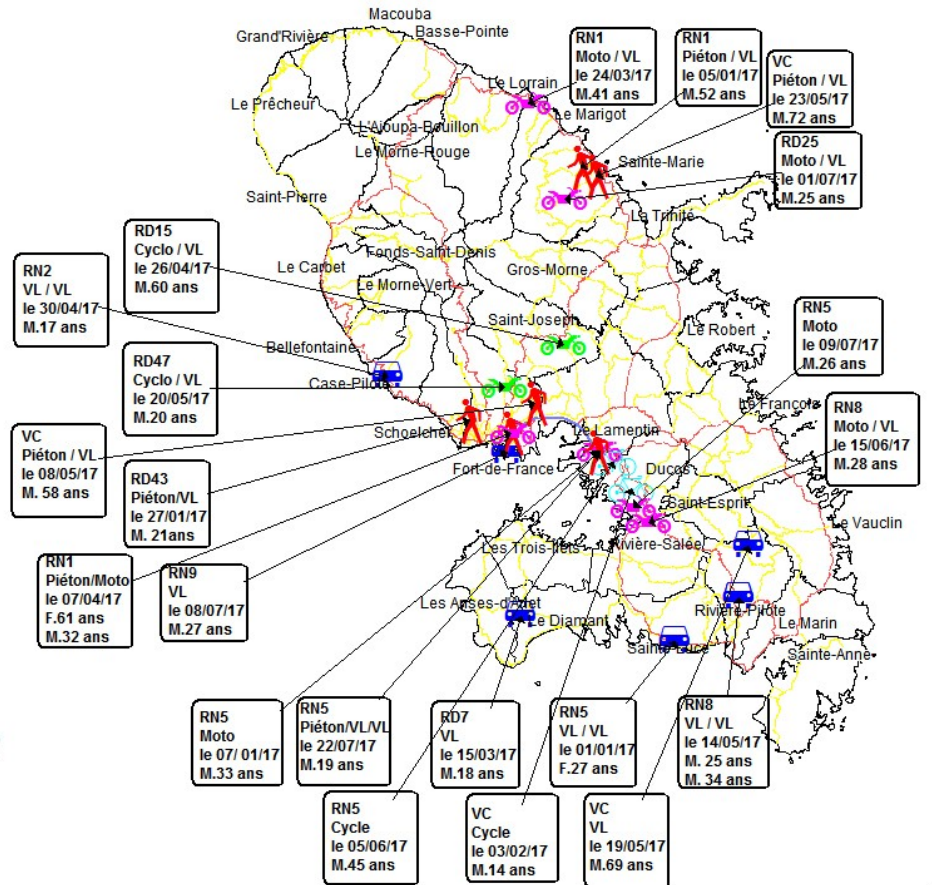 Macouba
Grand'Rivière
Basse-Pointe
Le Prêcheur
Le Lorrain
L'Ajoupa-Bouillon
Le Marigot
Le Morne-Rouge
Sainte-Marie
Saint-Pierre
La Trinité
Fonds-Saint-Denis
Le Carbet
Gros-Morne
Le Morne-Vert
Saint-Joseph
Le Robert
Bellefontaine
Case-Pilote
Le François
Schoelcher
Le Lamentin
Fort-de-France
Ducos
Saint-Esprit
Le Vauclin
Les Trois-Ilets
Rivière-Salée
Les Anses-d'Arlet
Rivière-Pilote
Le Diamant
Le Marin
Sainte-Luce
Sainte-Anne
RN1
Moto / VL
le 24/03/17
M.41 ans
RN1
Piéton / VL
le 05/01/17
M.52 ans
VC
Piéton / VL
le 23/05/17
M.72 ans
RD25
Moto / VL
le 01/07/17
M.25 ans
RD15
Cyclo / VL
le 26/04/17
M.60 ans
RN2
VL / VL
le 30/04/17
M.17 ans
RN5
Moto
le 09/07/17
M.26 ans
RD47
Cyclo / VL
le 20/05/17
M.20 ans
RN8
Moto / VL
le 15/06/17
M.28 ans
VC
Piéton / VL
le 08/05/17
M. 58 ans
RD43
Piéton/VL
le 27/01/17
M. 21ans
RN1
Piéton/Moto
le 07/04/17
F.61 ans
M.32 ans
RN9
VL
le 08/07/17
M.27 ans
RN5
Moto
le 07/ 01/17
M.33 ans
RN5
Piéton/VL/VL
le 22/07/17
M.19 ans
RD7
VL
le 15/03/17
M.18 ans
RN5
VL / VL
le 01/01/17
F.27 ans
RN8
VL / VL
le 14/05/17
M. 25 ans
M. 34 ans
RN5
Cycle
le 05/06/17
M.45 ans
VC
Cycle
le 03/02/17
M.14 ans
VC
VL
le 19/05/17
M.69 ans